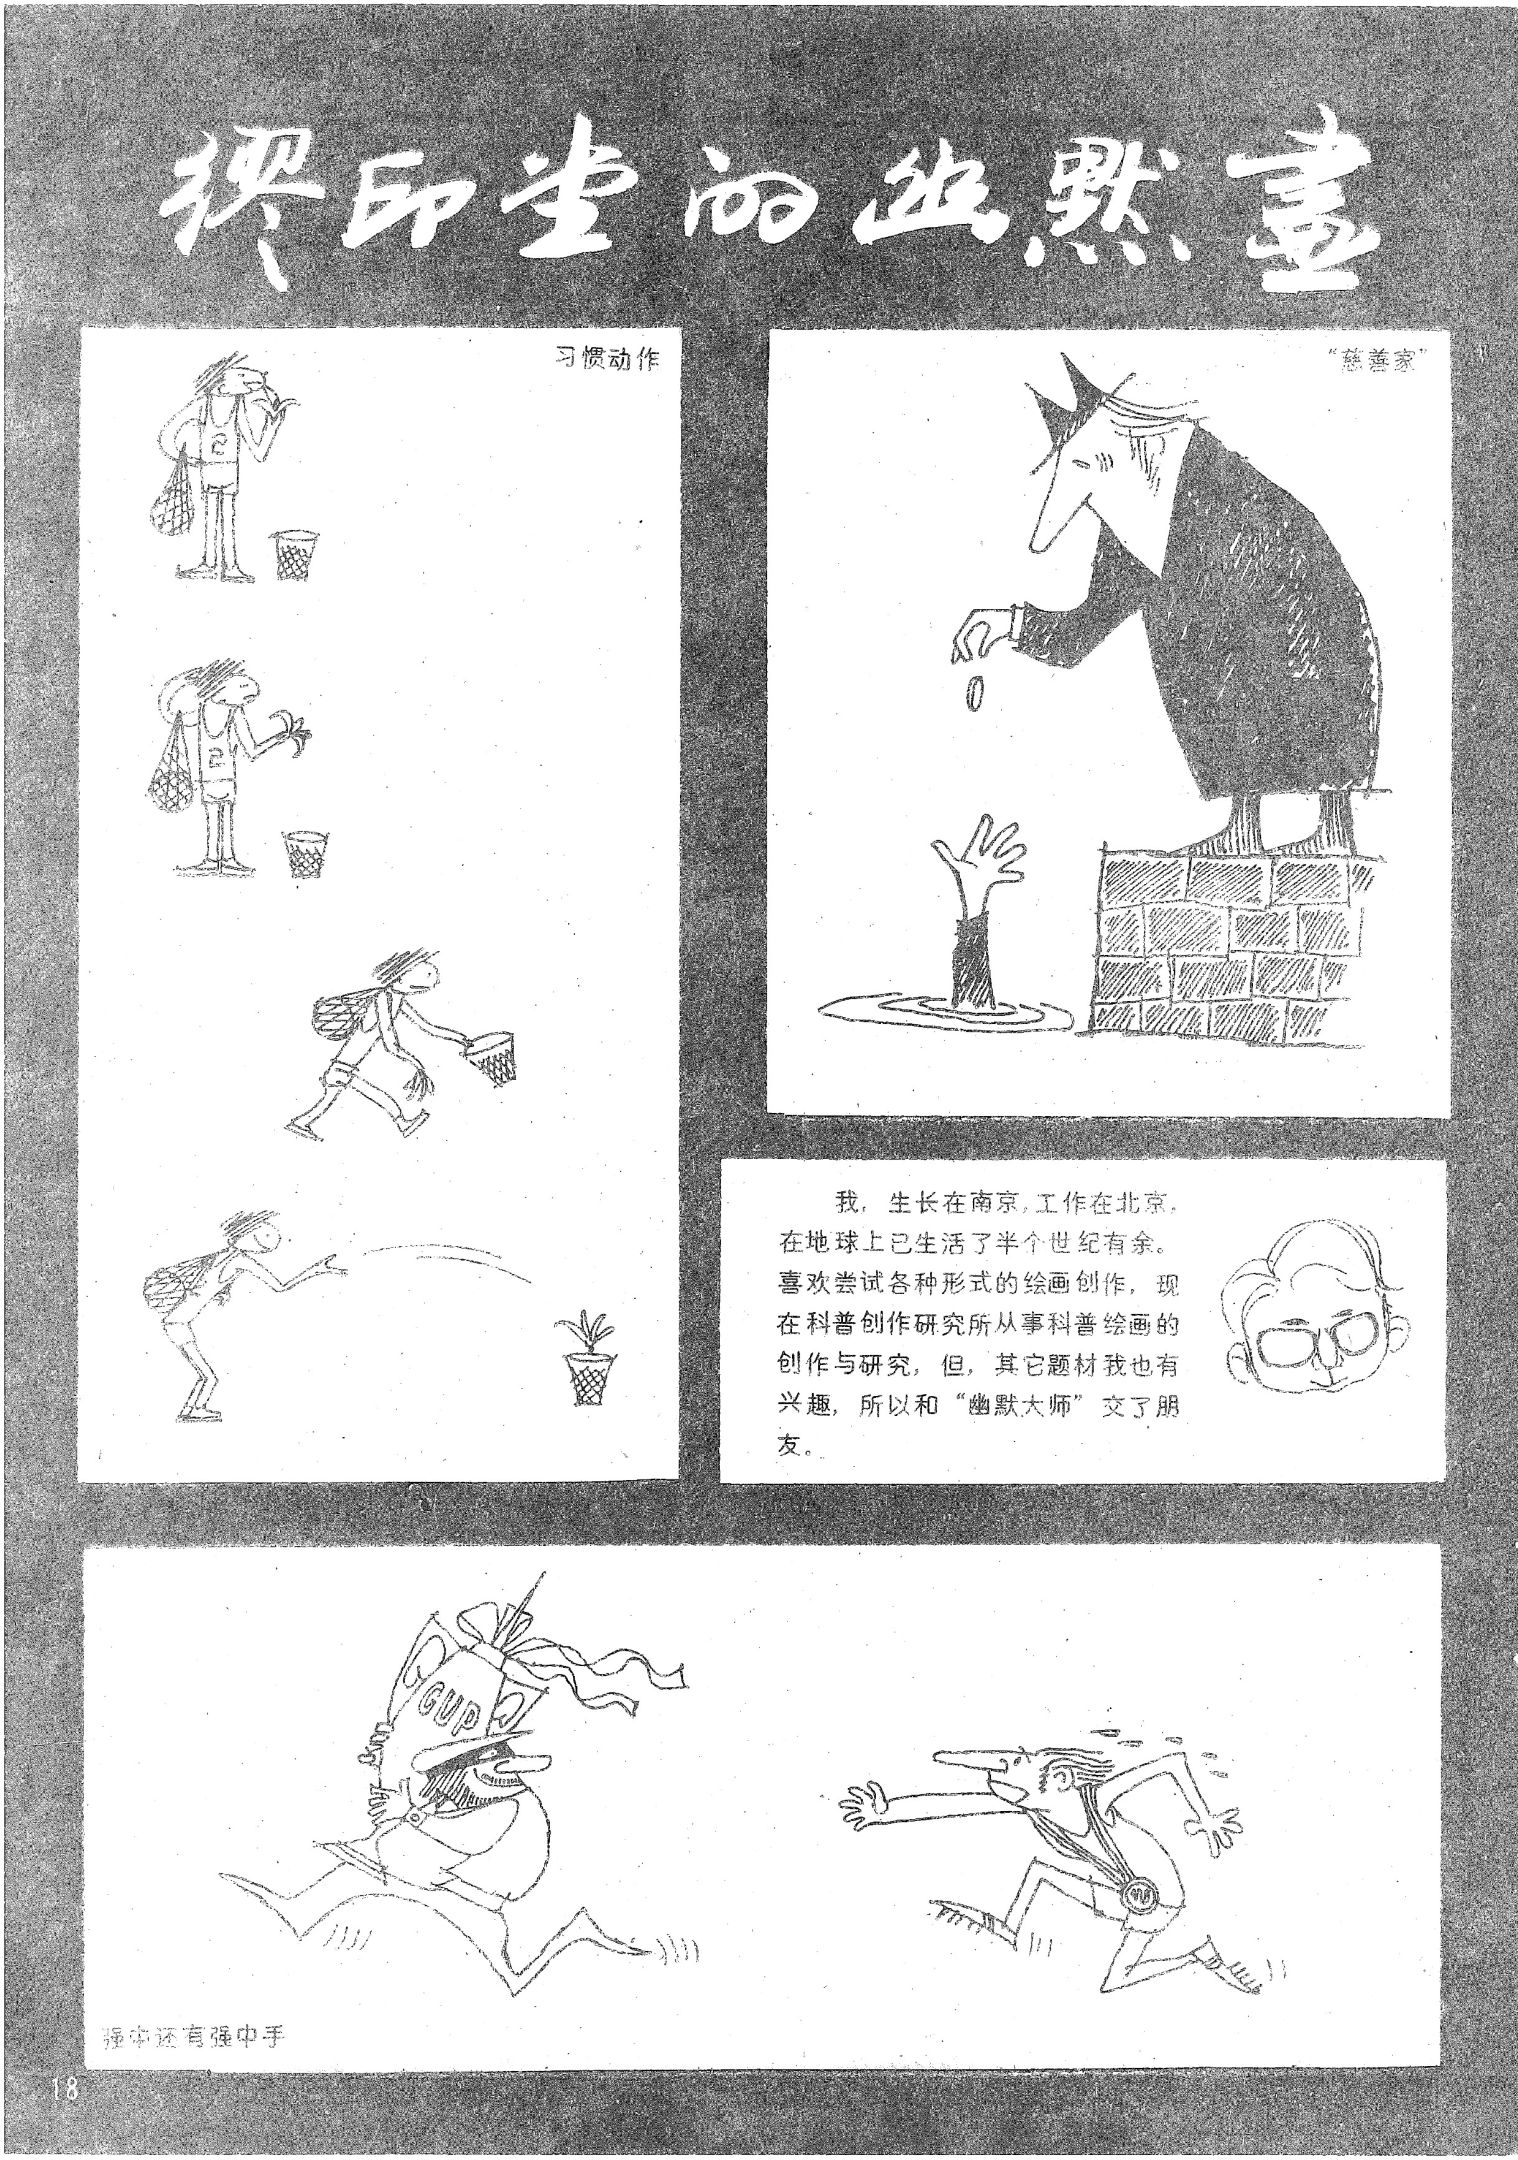 缪印堂的幽默画
习惯动作
2
2
“慈善家”
我，生长在南京，工作在北京，
在地球上已生活了半个世纪有余。
喜欢尝试各种形式的绘画创作，现
在科普创作研究所从事科普绘画的
创作与研究，但，其它题材我也有
兴趣，所以和“幽默大师”交了朋
友。
CUP
强中还有强中手
18